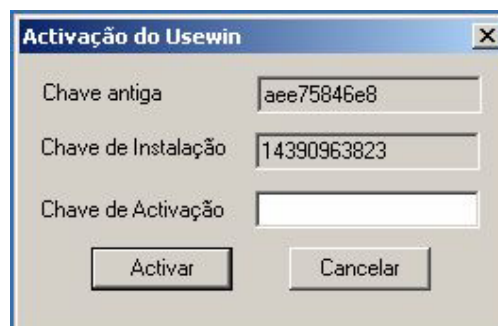 Activação do Usewin
Chave antiga aee75846e8
Chave de Instalação 14390963823
Chave de Activação
Activar Cancelar